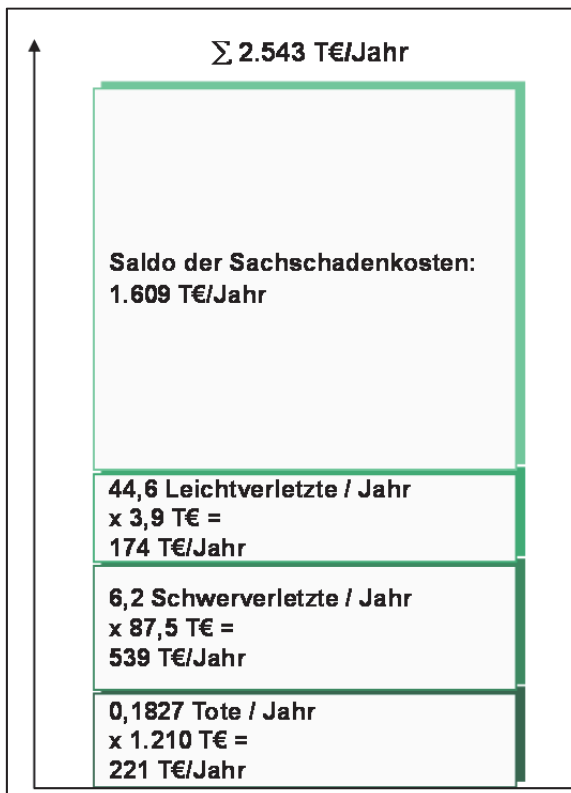 ∑ 2.543 T€/Jahr
Saldo der Sachschadenkosten:
1.609 T€/Jahr
44,6 Leichtverletzte / Jahr
x 3,9 T€ =
174 T€/Jahr
6,2 Schwerverletzte / Jahr
x 87,5 T€ =
539 T€/Jahr
0,1827 Tote / Jahr
x 1.210 T€ =
221 T€/Jahr